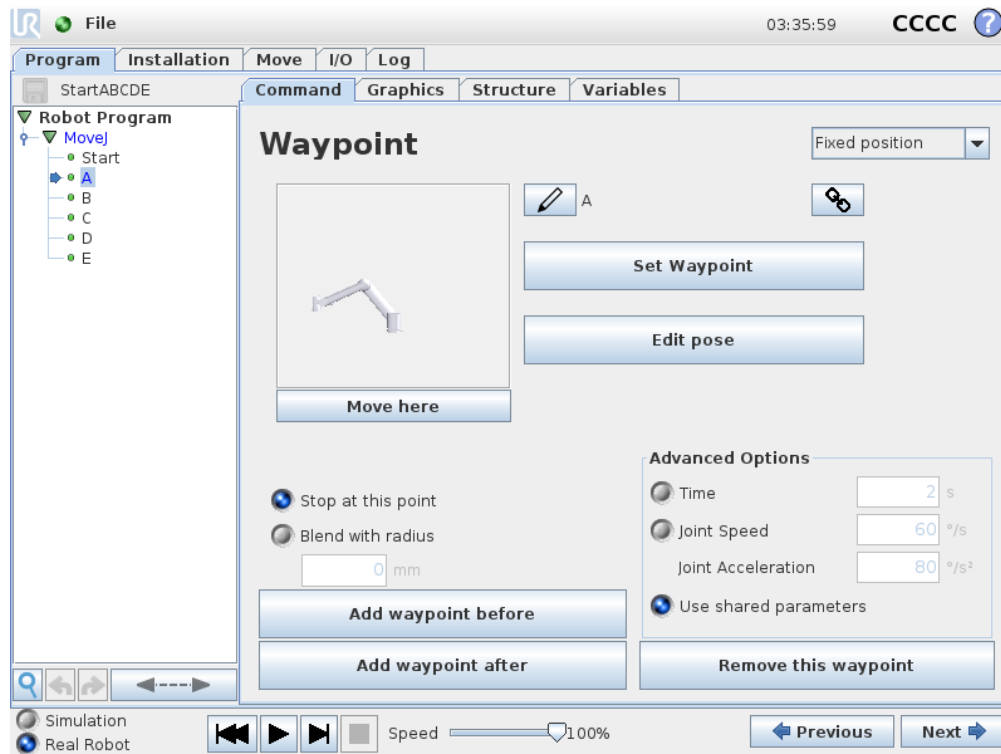 UR File 03:35:59 CCCC ?
Program Installation Move I/O Log
StartABCDE Command Graphics Structure Variables
Robot Program
MoveJ
Start
A
B
C
D
E
Waypoint Fixed position
A
Set Waypoint
Edit pose
Move here
Stop at this point
Blend with radius
0 mm
Advanced Options
Time 2 s
Joint Speed 60 °/s
Joint Acceleration 80 °/s²
Use shared parameters
Add waypoint before
Add waypoint after Remove this waypoint
Simulation
Real Robot
Speed 100% Previous Next